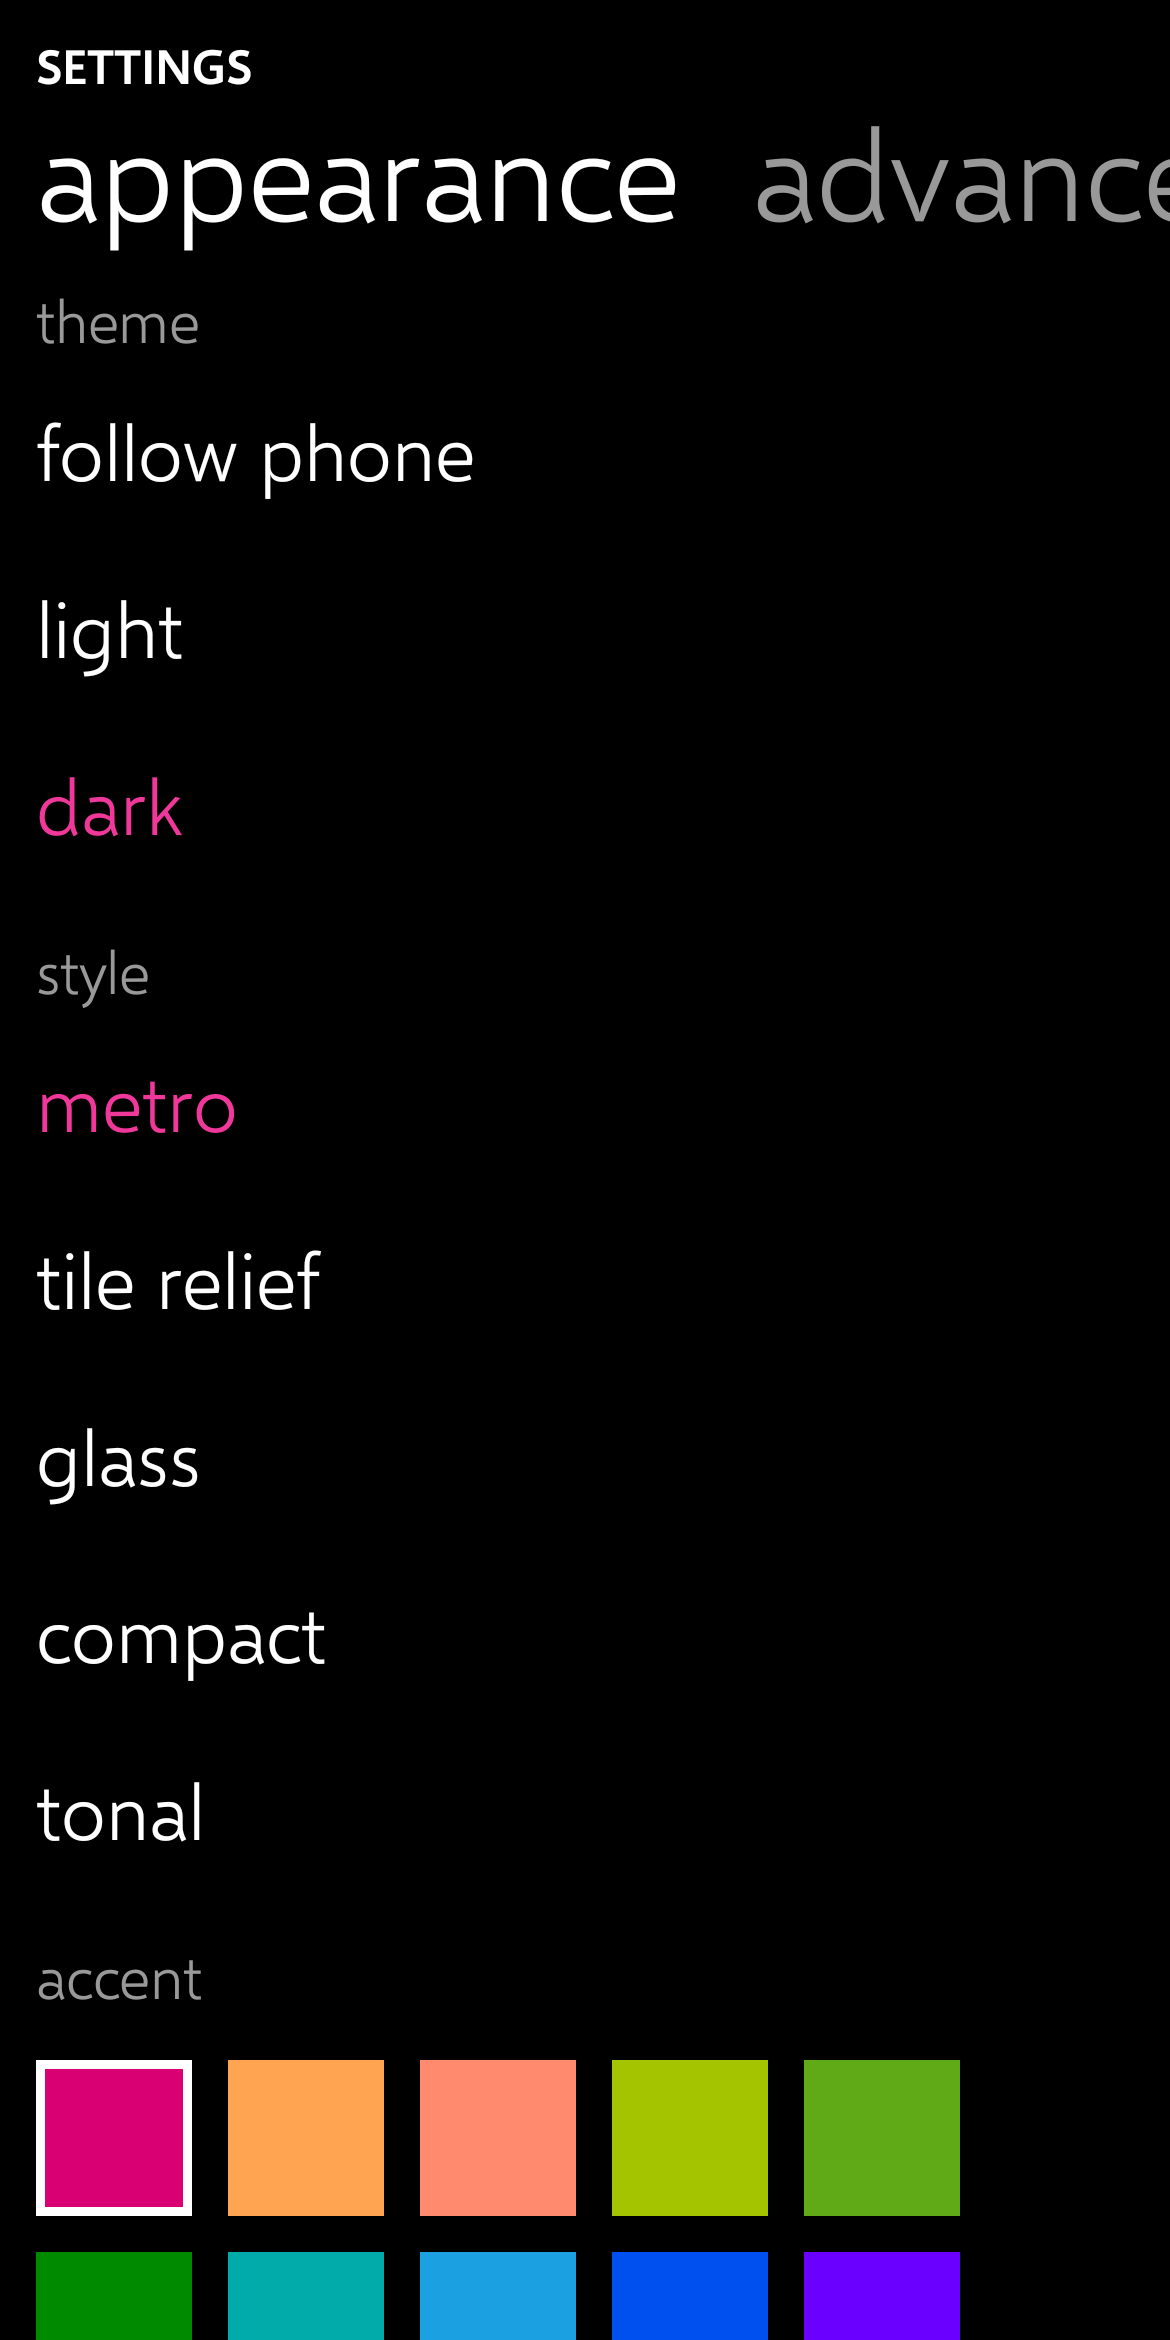 SETTINGS
appearance advance
theme
follow phone
light
dark
style
metro
tile relief
glass
compact
tonal
accent